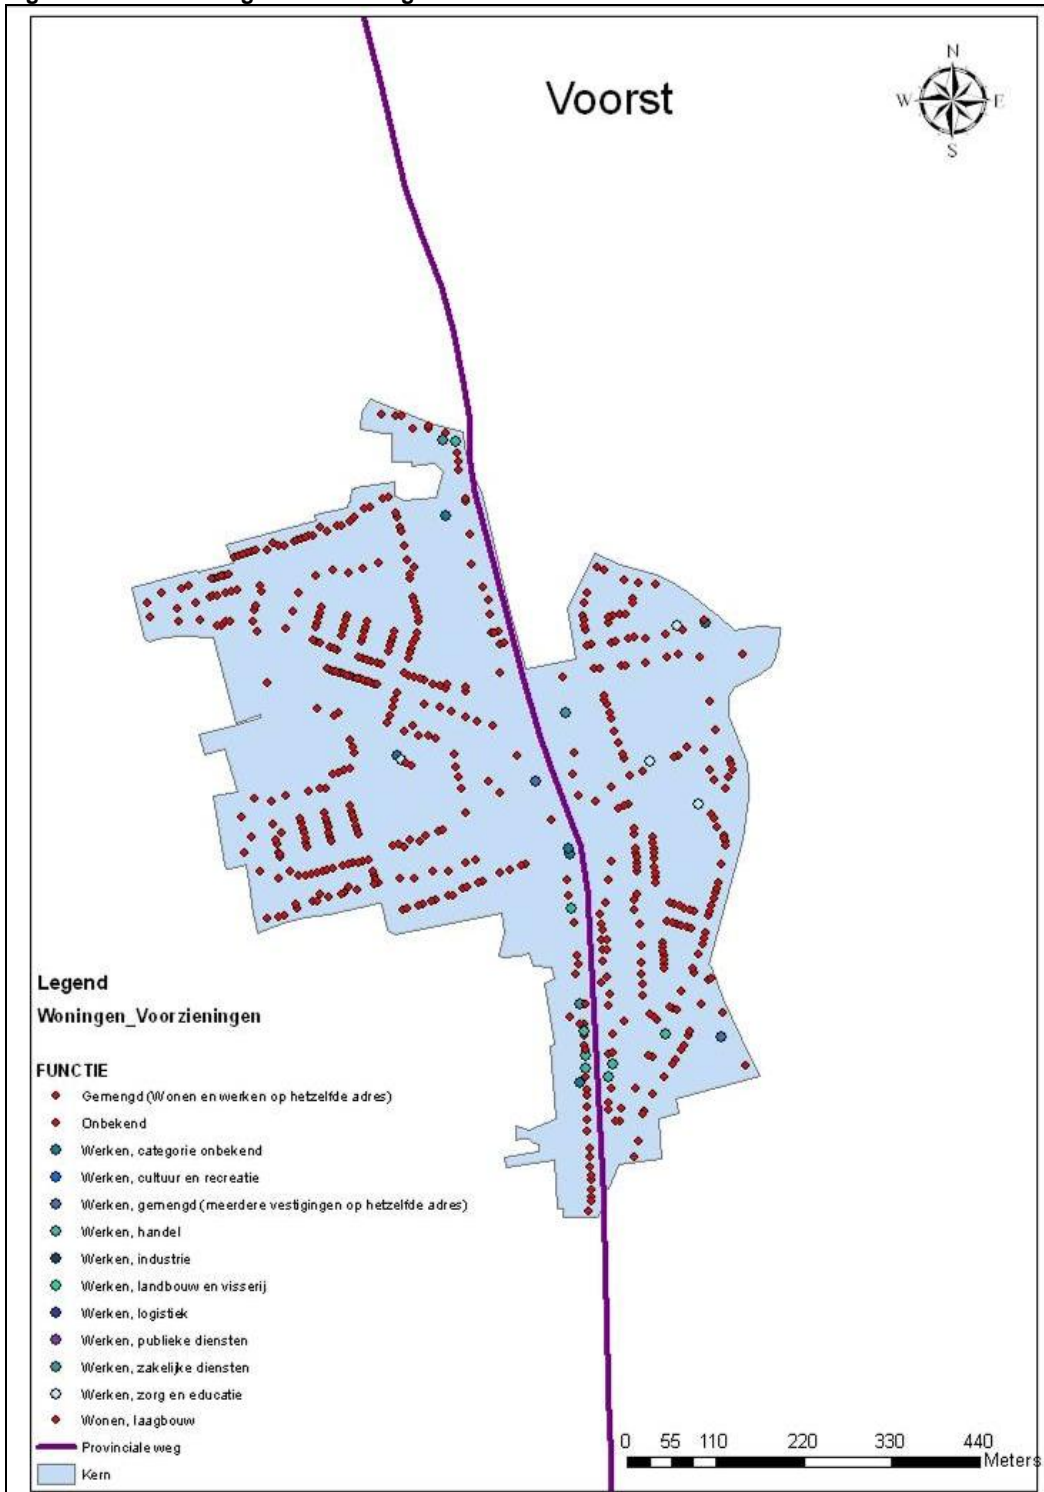 Voorst
N
W E
S
Legend
Woningen_Voorzieningen
FUNCTIE
Gemengd (Wonen en werken op hetzelfde adres)
Onbekend
Werken, categorie onbekend
Werken, cultuur en recreatie
Werken, gemengd (meerdere vestigingen op hetzelfde adres)
Werken, handel
Werken, industrie
Werken, landbouw en visserij
Werken, logistiek
Werken, publieke diensten
Werken, zakelijke diensten
Werken, zorg en educatie
Wonen, laagbouw
Provinciale weg
Kern
0 55 110 220 330 440
Meters